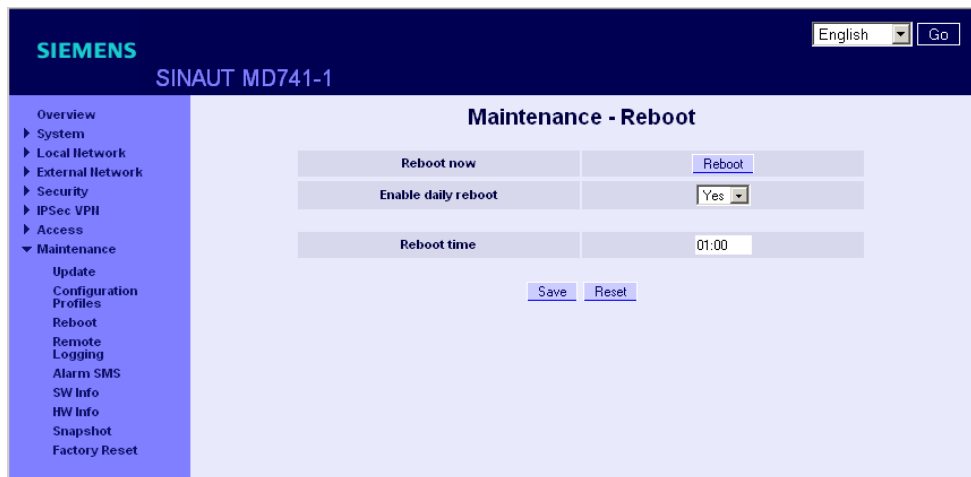 SIEMENS
English
Go
SINAUT MD741-1
Overview
System
Local Network
External Network
Security
IPSec VPN
Access
Maintenance
Update
Configuration
Profiles
Reboot
Remote
Logging
Alarm SMS
SW Info
HW Info
Snapshot
Factory Reset
Maintenance - Reboot
Reboot now
Reboot
Enable daily reboot
Yes
Reboot time
01:00
Save
Reset